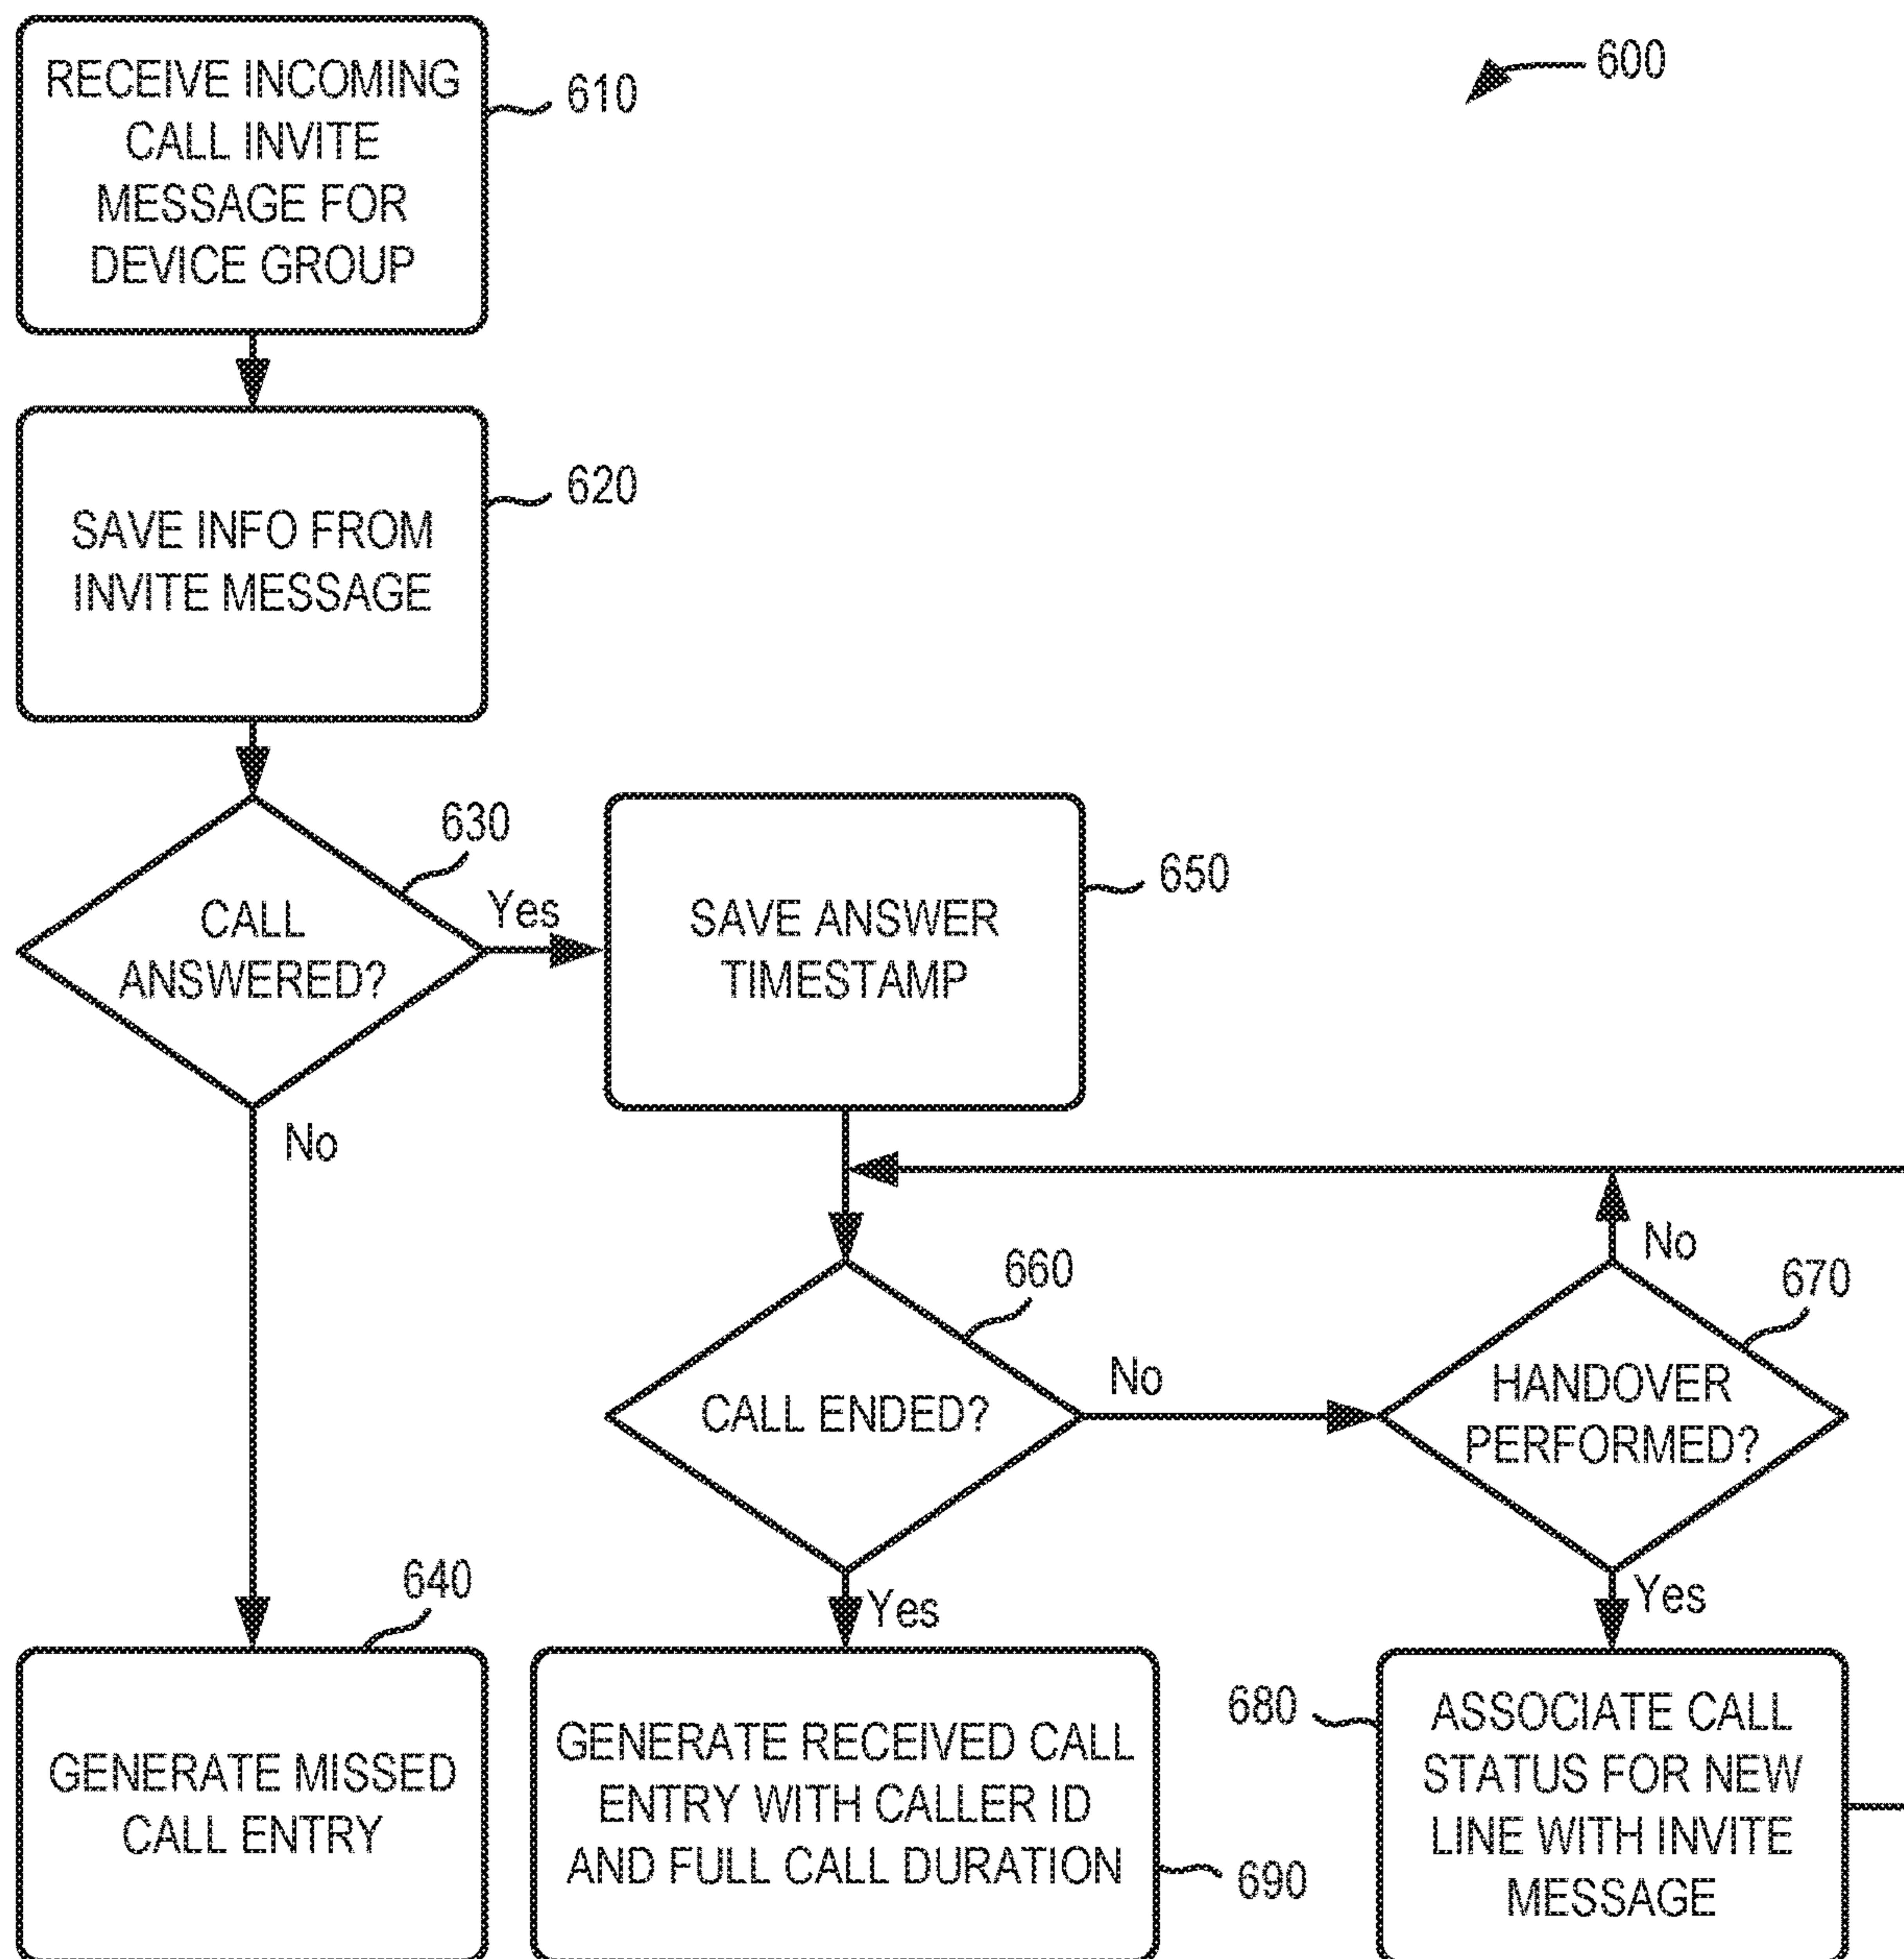 RECEIVE INCOMING
CALL INVITE
MESSAGE FOR
DEVICE GROUP
610
600
SAVE INFO FROM
INVITE MESSAGE
620
CALL
ANSWERED?
630
Yes
No
SAVE ANSWER
TIMESTAMP
650
CALL ENDED?
660
No
Yes
HANDOVER
PERFORMED?
670
No
Yes
GENERATE MISSED
CALL ENTRY
640
GENERATE RECEIVED CALL
ENTRY WITH CALLER ID
AND FULL CALL DURATION
690
680
ASSOCIATE CALL
STATUS FOR NEW
LINE WITH INVITE
MESSAGE